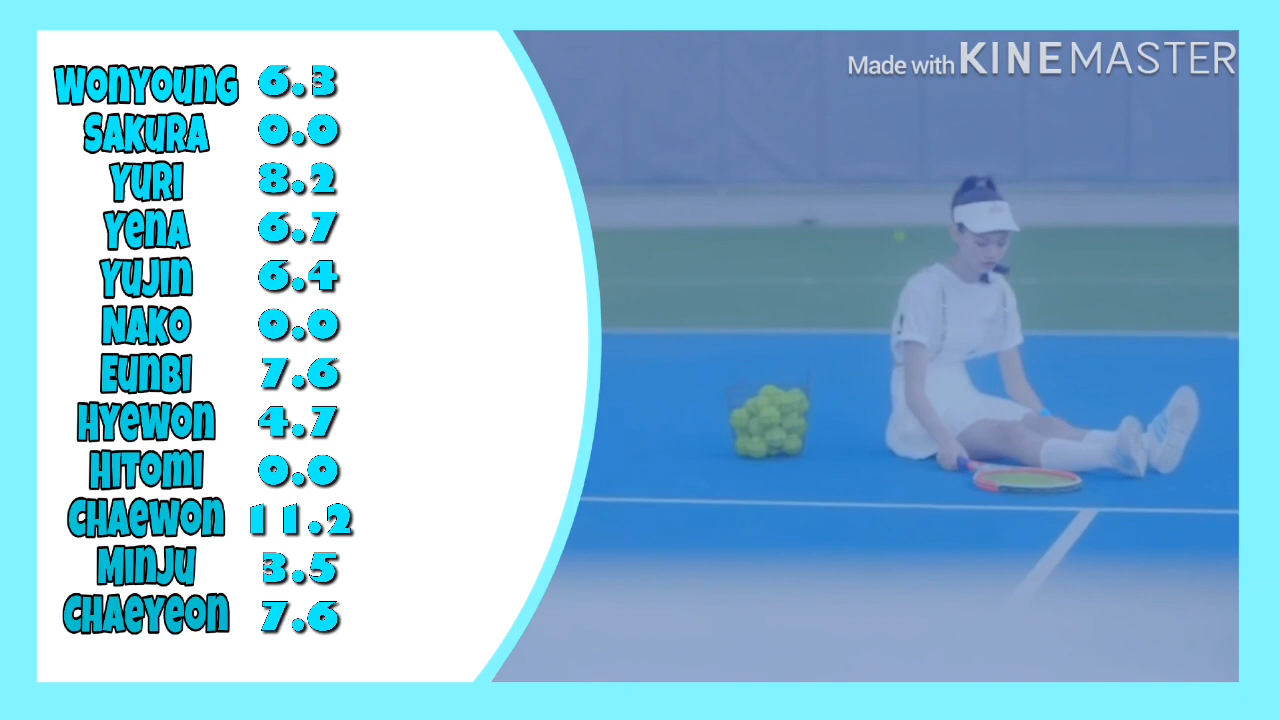 Made with KINEMASTER
WONYOUNG 6.3
SAKURA 0.0
YURI 8.2
YENA 6.7
YUJIN 6.4
NAKO 0.0
EUNBI 7.6
HYEWON 4.7
HITOMI 0.0
CHAEWON 11.2
MINJU 3.5
CHAEYEON 7.6